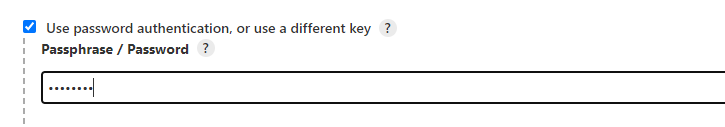 Use password authentication, or use a different key ?
Passphrase / Password ?
••••••••